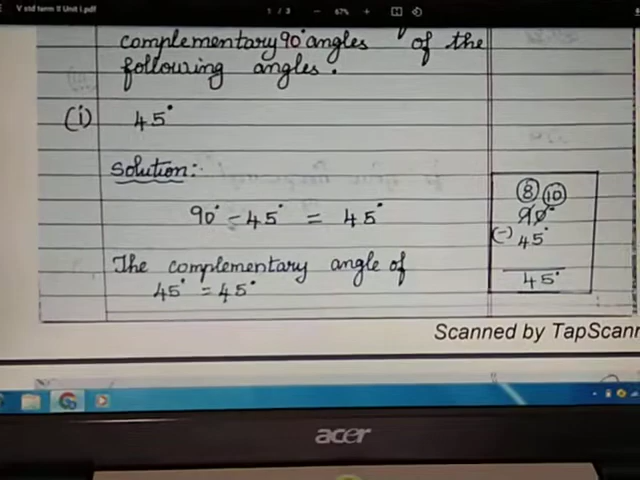 V std term II Unit I.pdf
1 / 3
67%
complementary 90° angles of the
following angles.
(i) 45°
Solution:
90° - 45° = 45°
The complementary angle of
45° = 45°
8 10
90°
(-) 45°
45°
Scanned by TapScann
acer